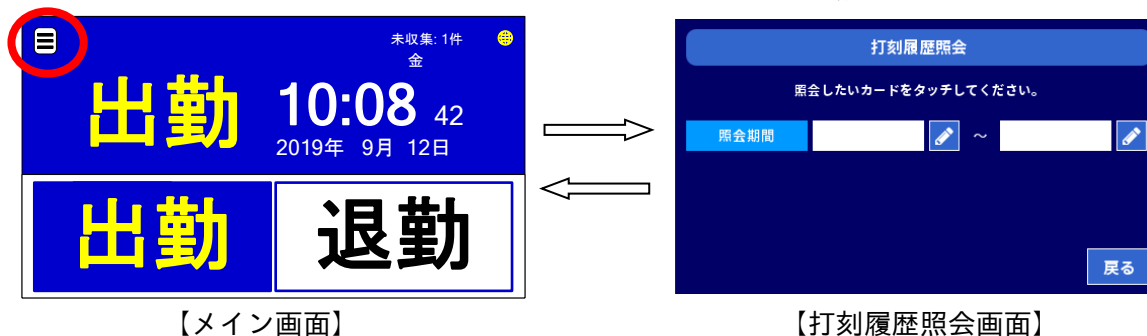 未収集: 1件
金
出勤
10:08 42
2019年 9月 12日
出勤
退勤
【メイン画面】
打刻履歴照会
照会したいカードをタッチしてください。
照会期間
～
戻る
【打刻履歴照会画面】